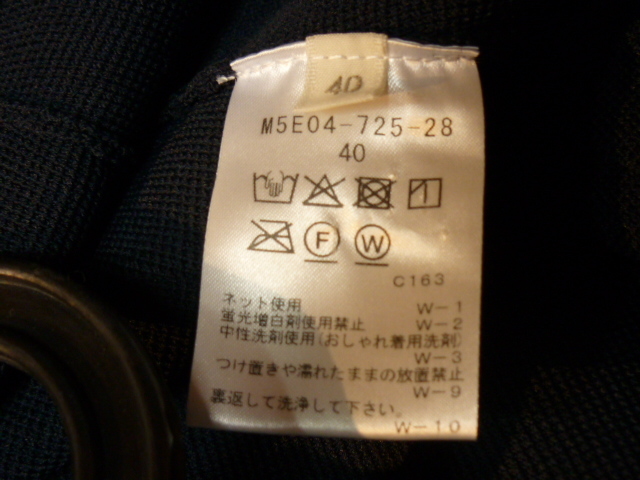 40
M5E04-725-28
40
F W
C163
ネット使用 W-1
蛍光増白剤使用禁止 W-2
中性洗剤使用(おしゃれ着用洗剤)
W-3
つけ置きや濡れたままの放置禁止
W-9
裏返して洗浄して下さい。
W-10